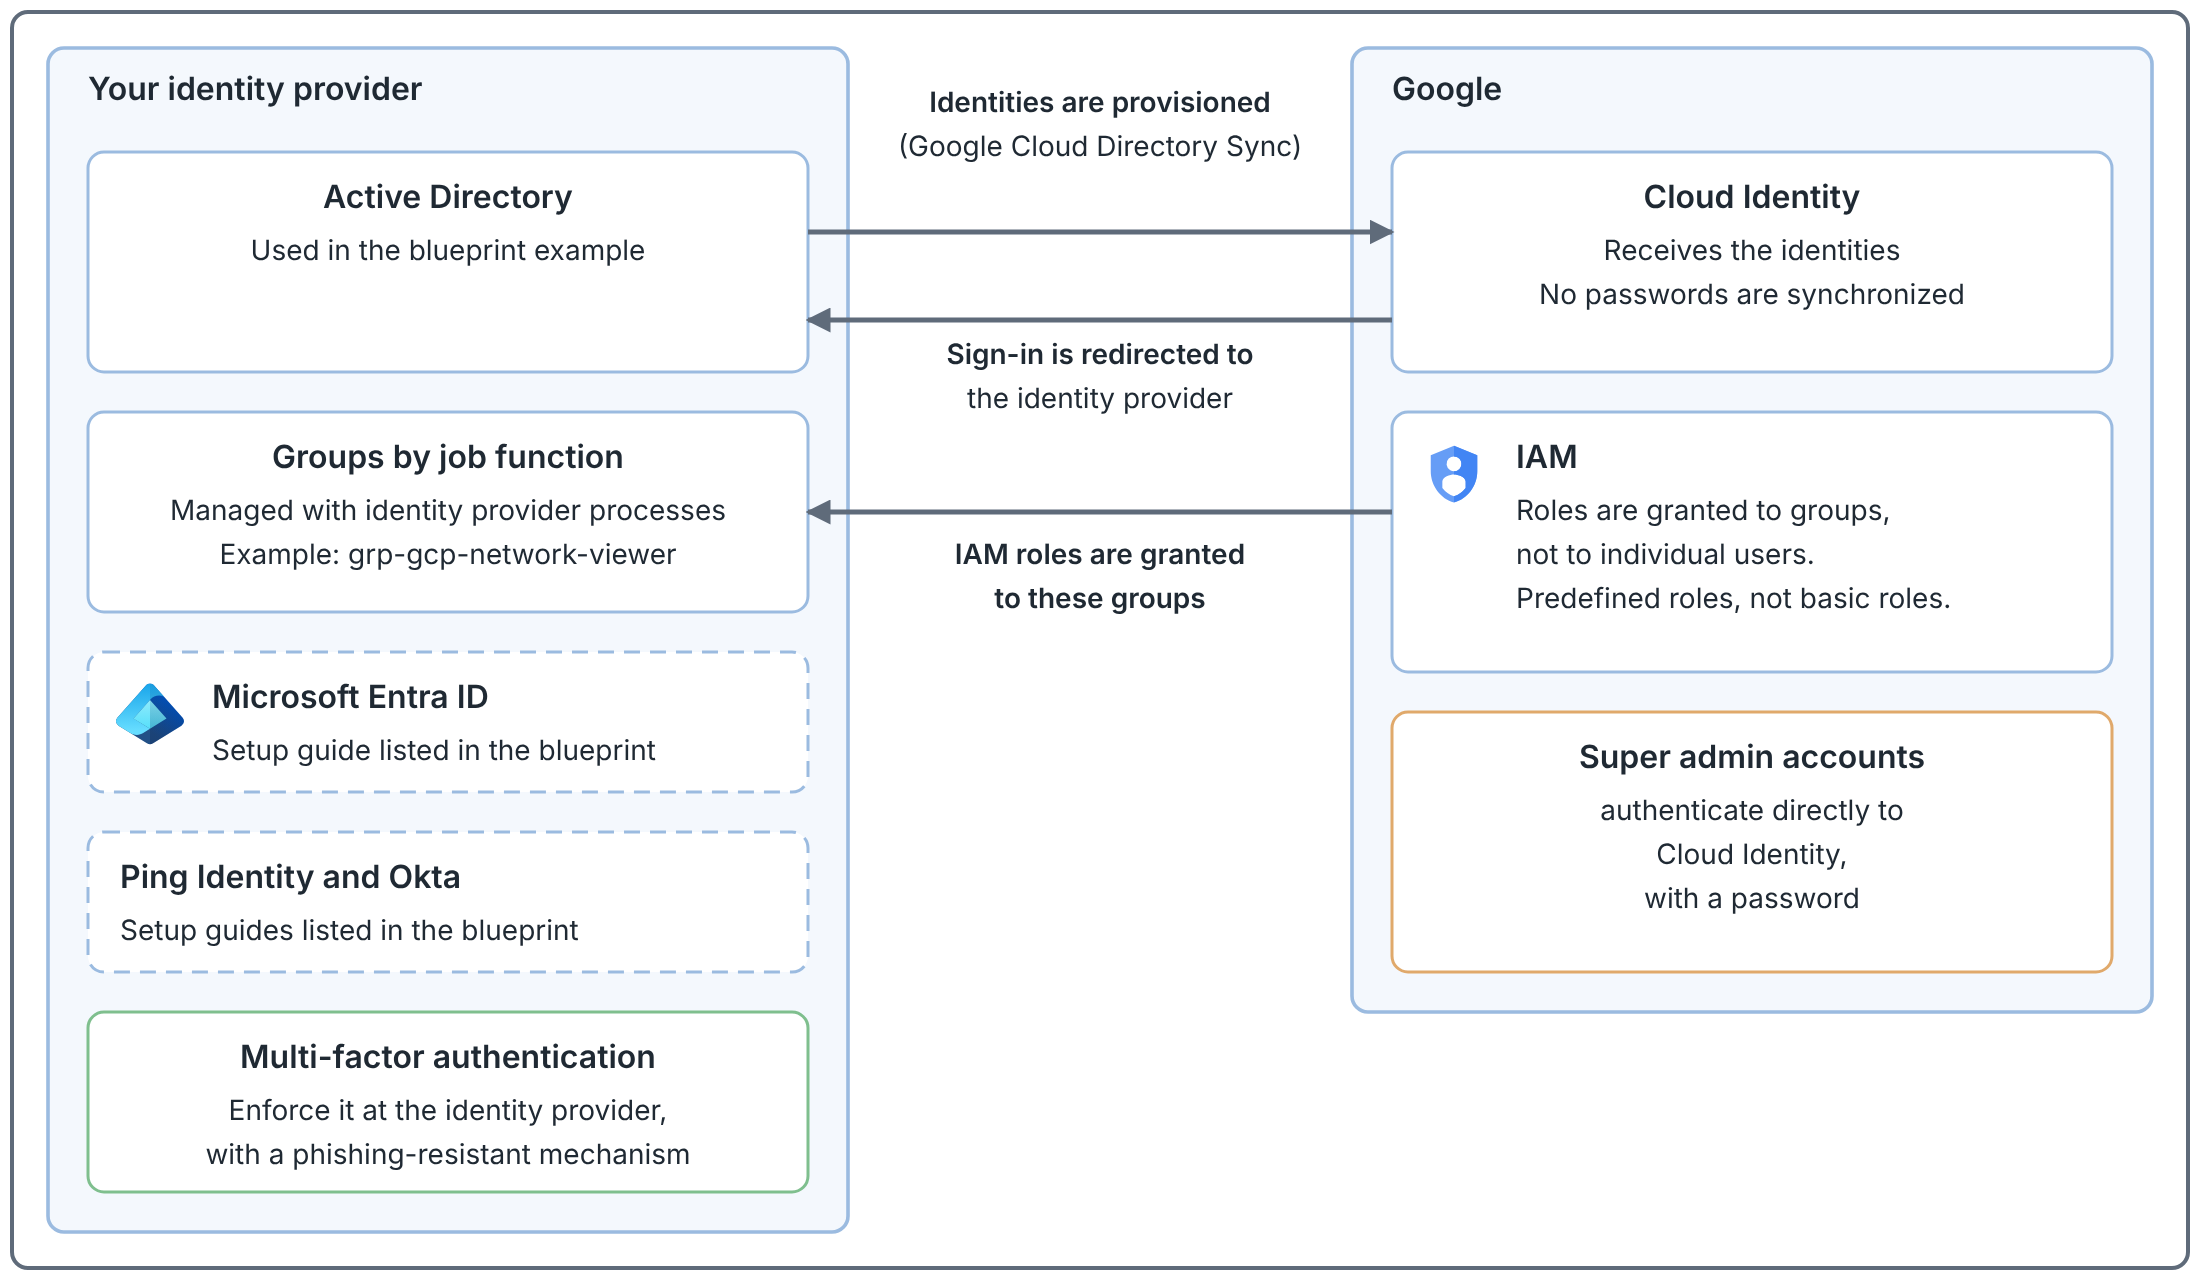 Your identity provider
Active Directory
Used in the blueprint example
Groups by job function
Managed with identity provider processes
Example: grp-gcp-network-viewer
Microsoft Entra ID
Setup guide listed in the blueprint
Ping Identity and Okta
Setup guides listed in the blueprint
Multi-factor authentication
Enforce it at the identity provider,
with a phishing-resistant mechanism
Identities are provisioned
(Google Cloud Directory Sync)
Sign-in is redirected to
the identity provider
IAM roles are granted
to these groups
Google
Cloud Identity
Receives the identities
No passwords are synchronized
IAM
Roles are granted to groups,
not to individual users.
Predefined roles, not basic roles.
Super admin accounts
authenticate directly to
Cloud Identity,
with a password